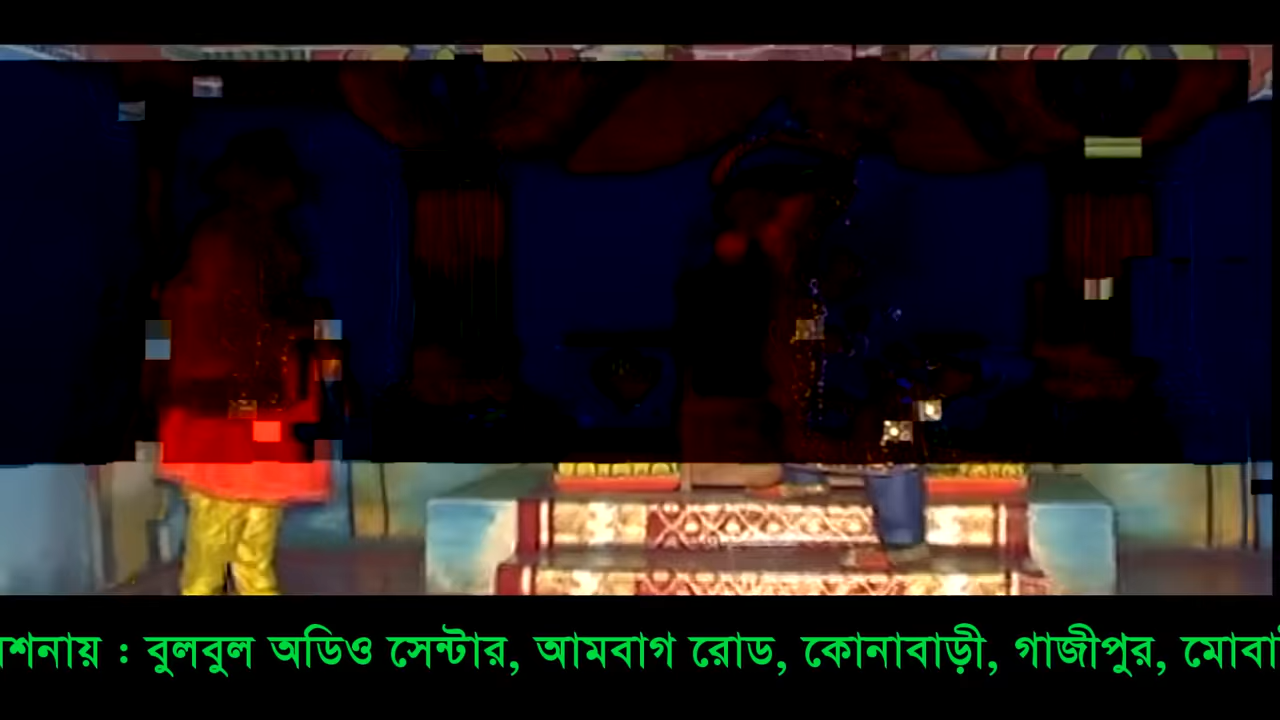 বেশনায় : বুলবুল অডিও সেন্টার, আমবাগ রোড, কোনাবাড়ী, গাজীপুর, মোবা